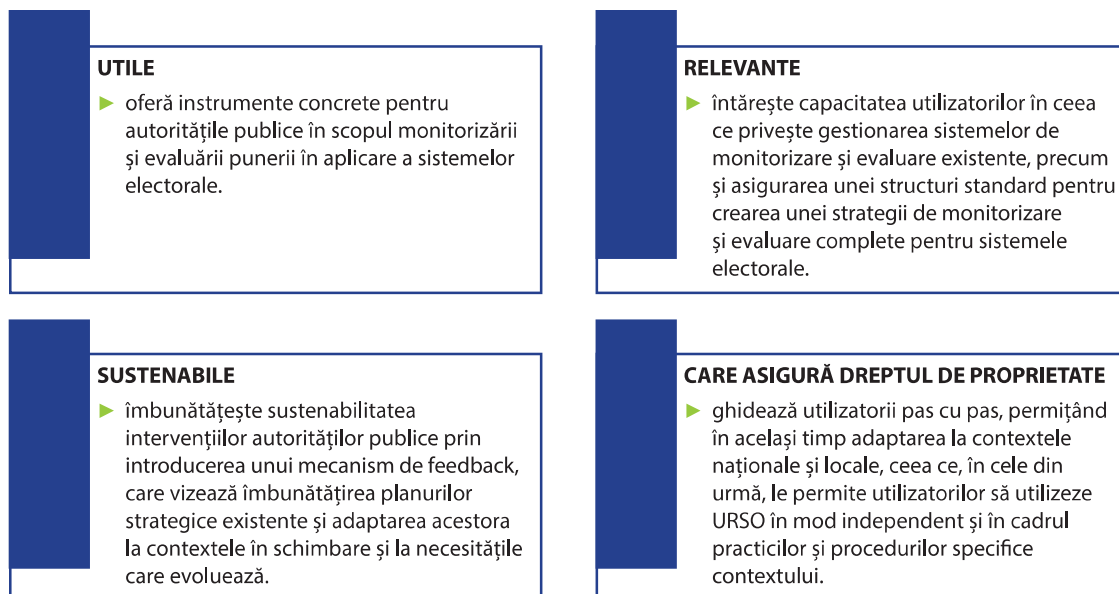 UTILE
► oferă instrumente concrete pentru
autoritățile publice în scopul monitorizării
și evaluării punerii în aplicare a sistemelor
electorale.
RELEVANTE
► întărește capacitatea utilizatorilor în ceea
ce privește gestionarea sistemelor de
monitorizare și evaluare existente, precum
și asigurarea unei structuri standard pentru
crearea unei strategii de monitorizare
și evaluare complete pentru sistemele
electorale.
SUSTENABILE
► îmbunătățește sustenabilitatea
intervențiilor autorităților publice prin
introducerea unui mecanism de feedback,
care vizează îmbunătățirea planurilor
strategice existente și adaptarea acestora
la contextele în schimbare și la necesitățile
care evoluează.
CARE ASIGURĂ DREPTUL DE PROPRIETATE
► ghidează utilizatorii pas cu pas, permițând
în același timp adaptarea la contextele
naționale și locale, ceea ce, în cele din
urmă, le permite utilizatorilor să utilizeze
URSO în mod independent și în cadrul
practicilor și procedurilor specifice
contextului.